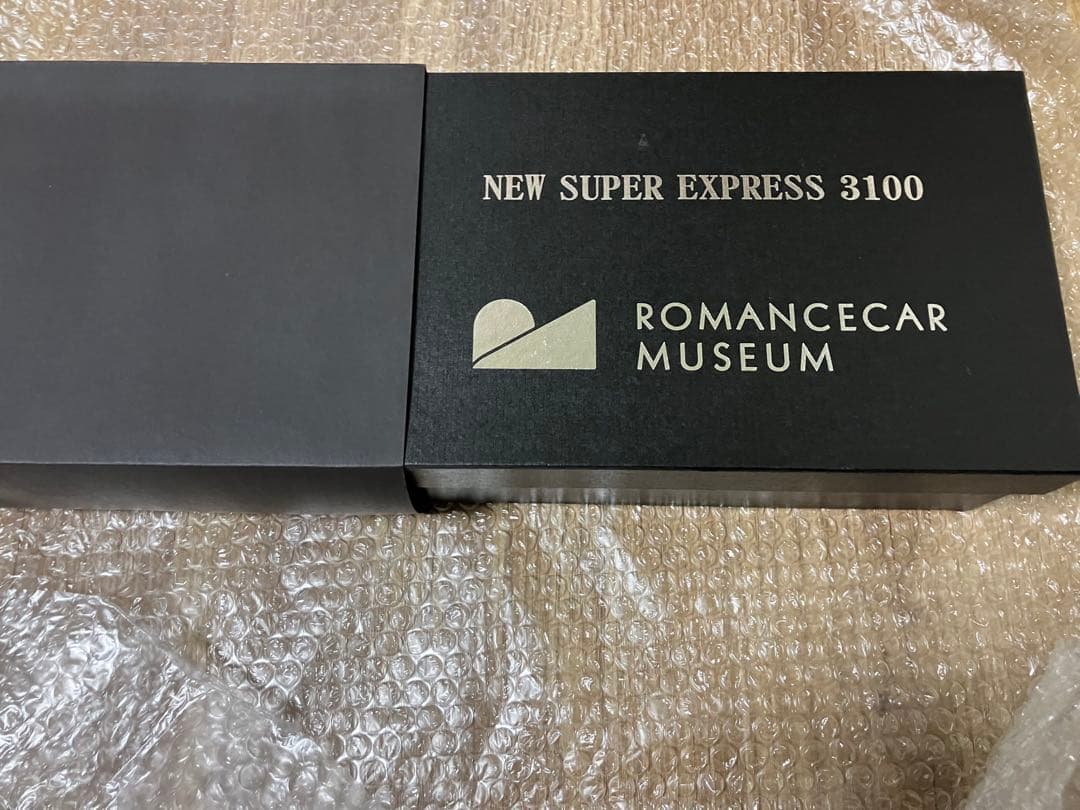 NEW SUPER EXPRESS 3100
ROMANCECAR
MUSEUM